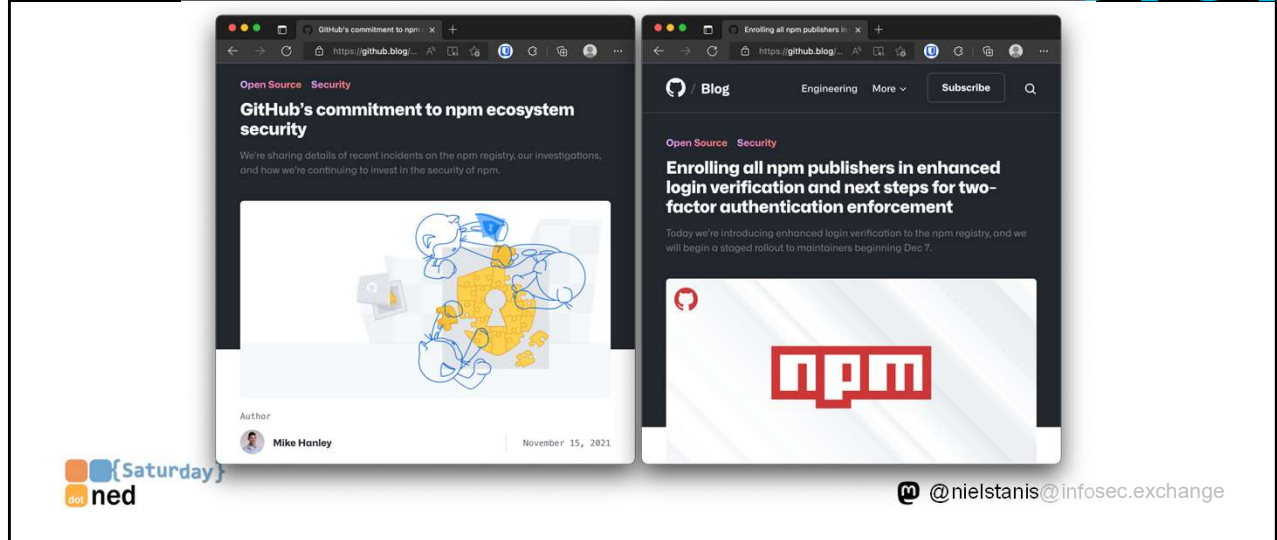 GitHub's commitment to npm
https://github.blog/...
Open Source Security
GitHub's commitment to npm ecosystem
security
We're sharing details of recent incidents on the npm registry, our investigations,
and how we're continuing to invest in the security of npm.
Author
Mike Hanley
November 15, 2021
Enrolling all npm publishers in
https://github.blog/...
/ Blog
Engineering
More
Subscribe
Open Source Security
Enrolling all npm publishers in enhanced
login verification and next steps for two-
factor authentication enforcement
Today we're introducing enhanced login verification to the npm registry, and we
will begin a staged rollout to maintainers beginning Dec 7.
npm
{Saturday}
dot ned
@nielstanis@infosec.exchange